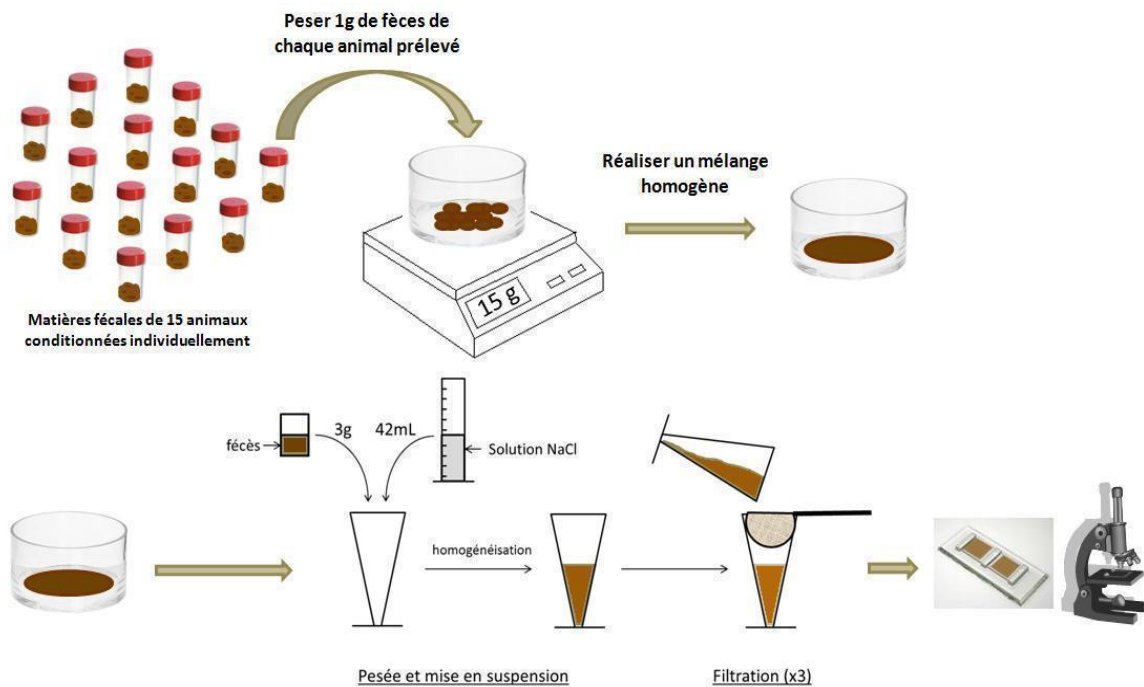 Peser 1g de fèces de
chaque animal prélevé
Réaliser un mélange
homogène
15 g
Matières fécales de 15 animaux
conditionnées individuellement
fécès
3g
42mL
Solution NaCl
homogénéisation
Pesée et mise en suspension
Filtration (x3)